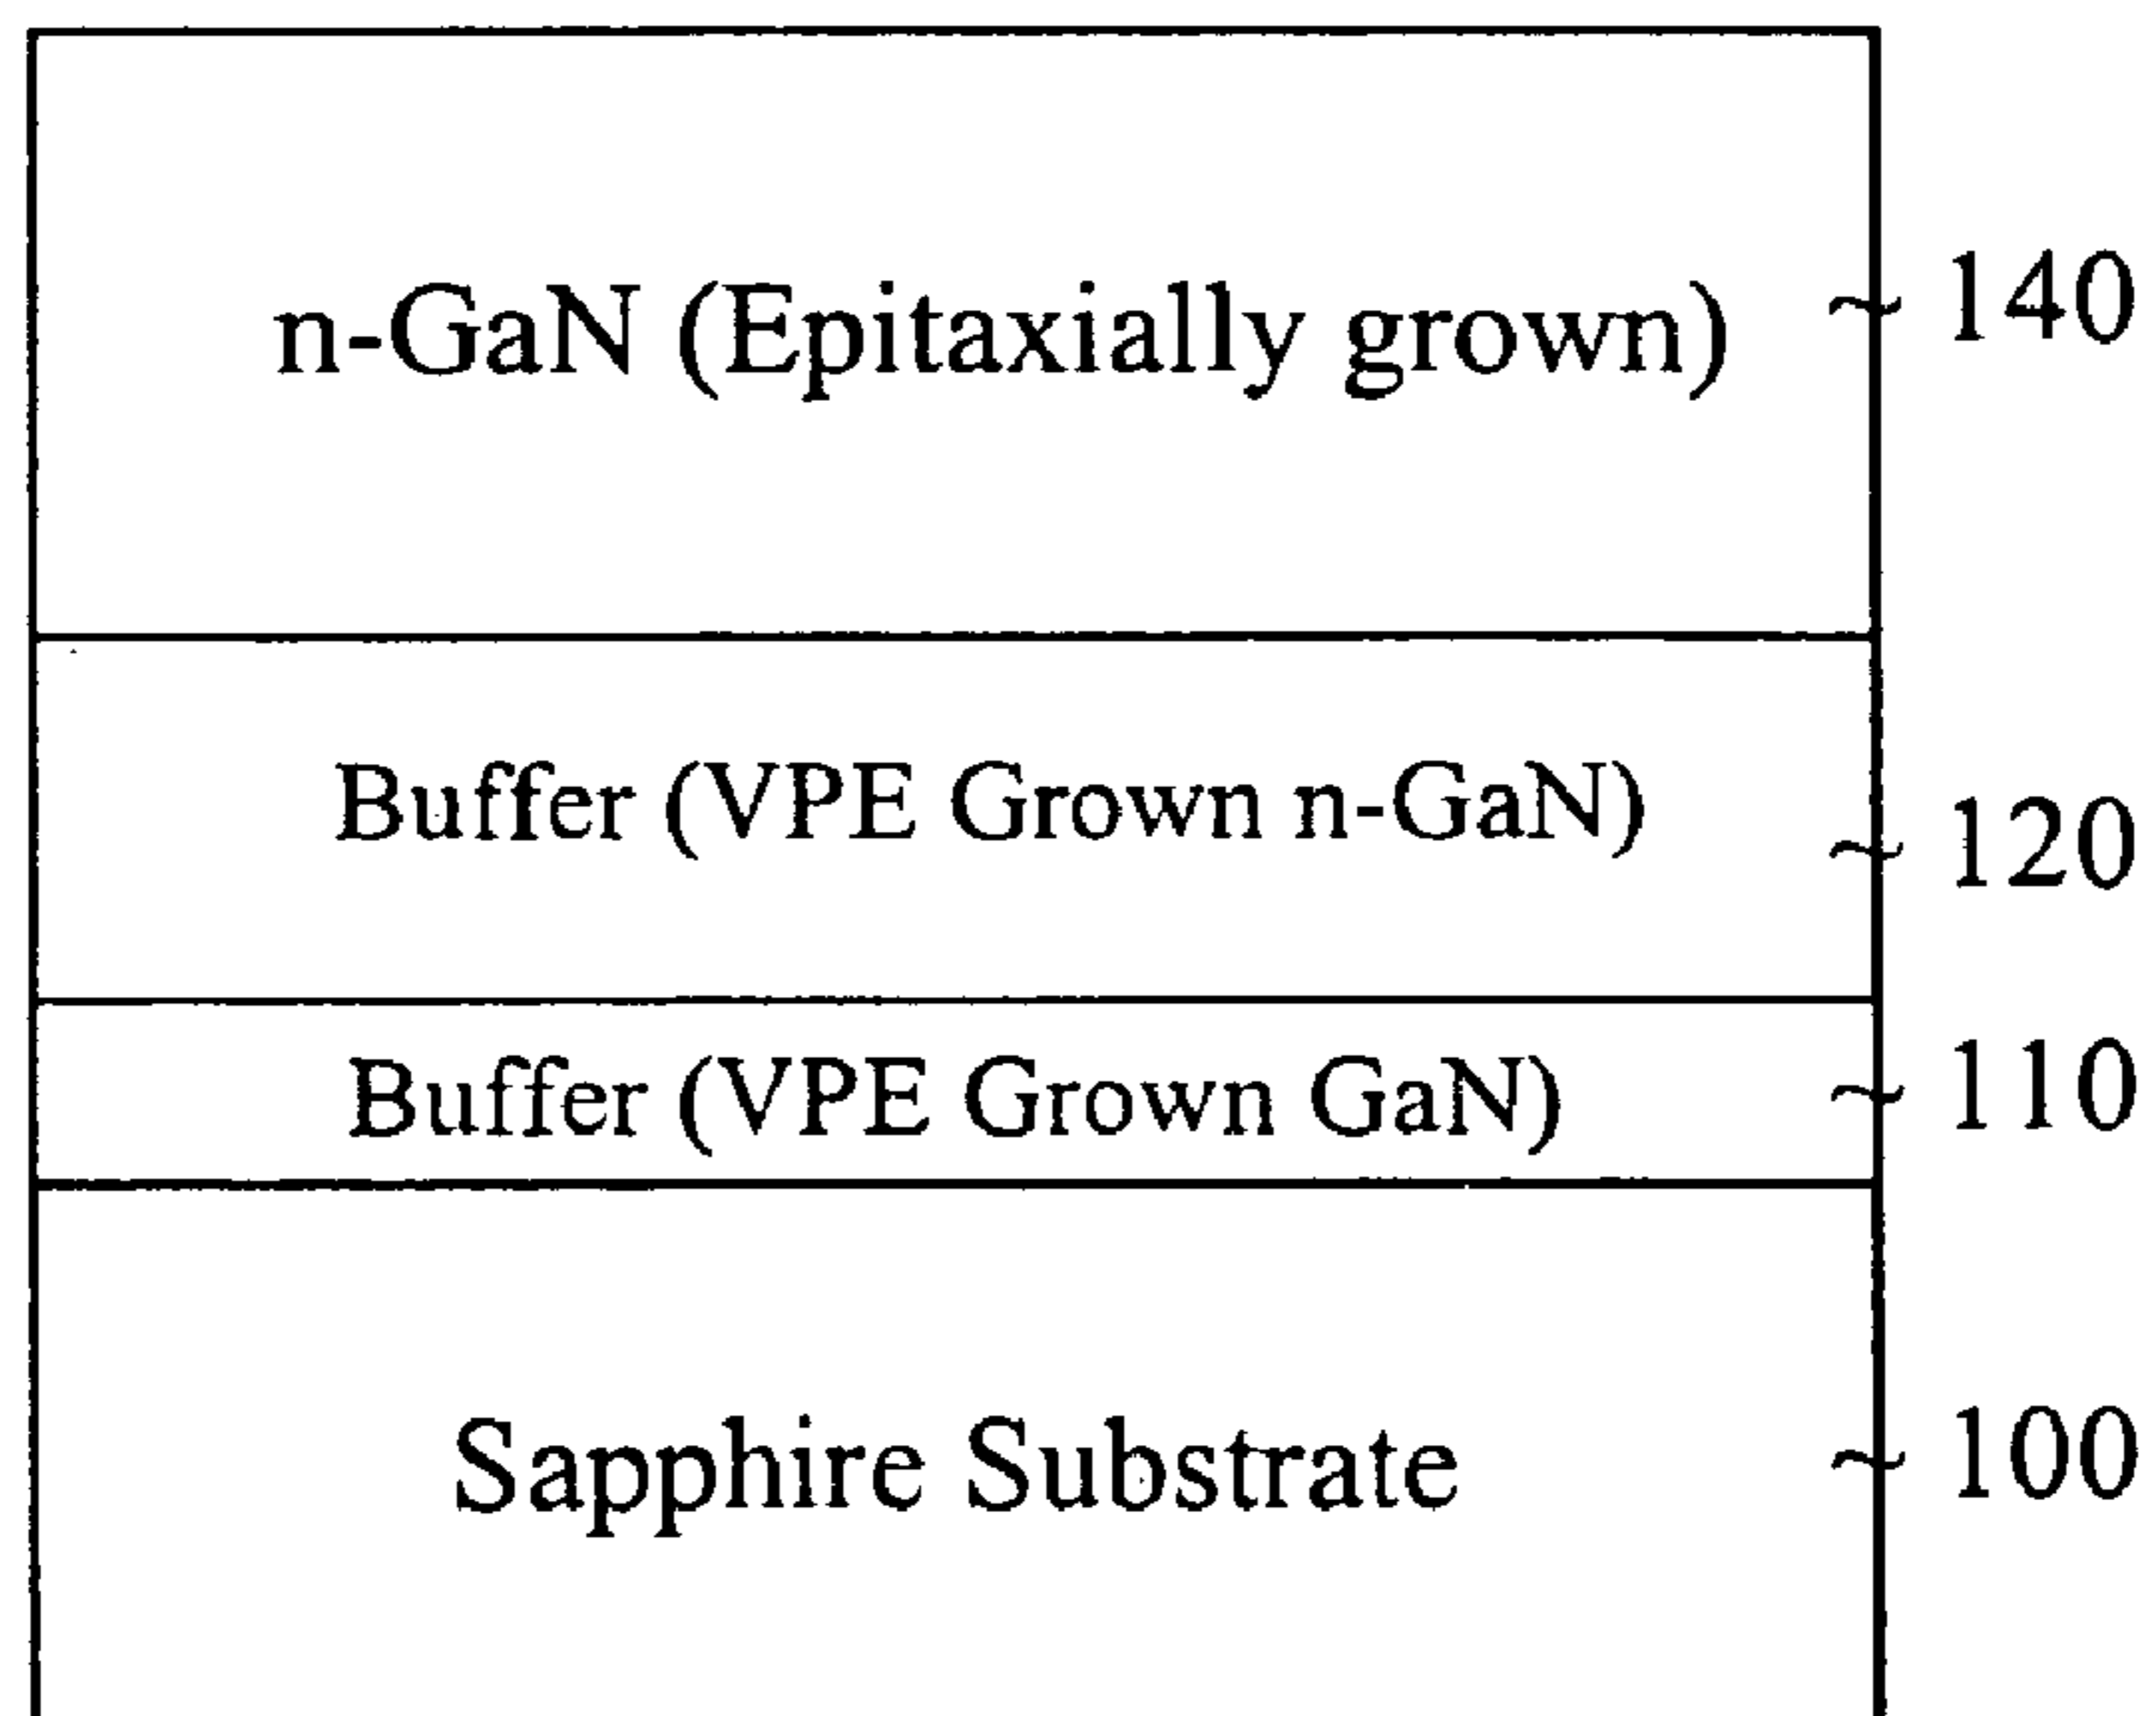 n-GaN (Epitaxially grown) ~ 140
Buffer (VPE Grown n-GaN) ~ 120
Buffer (VPE Grown GaN) ~ 110
Sapphire Substrate ~ 100